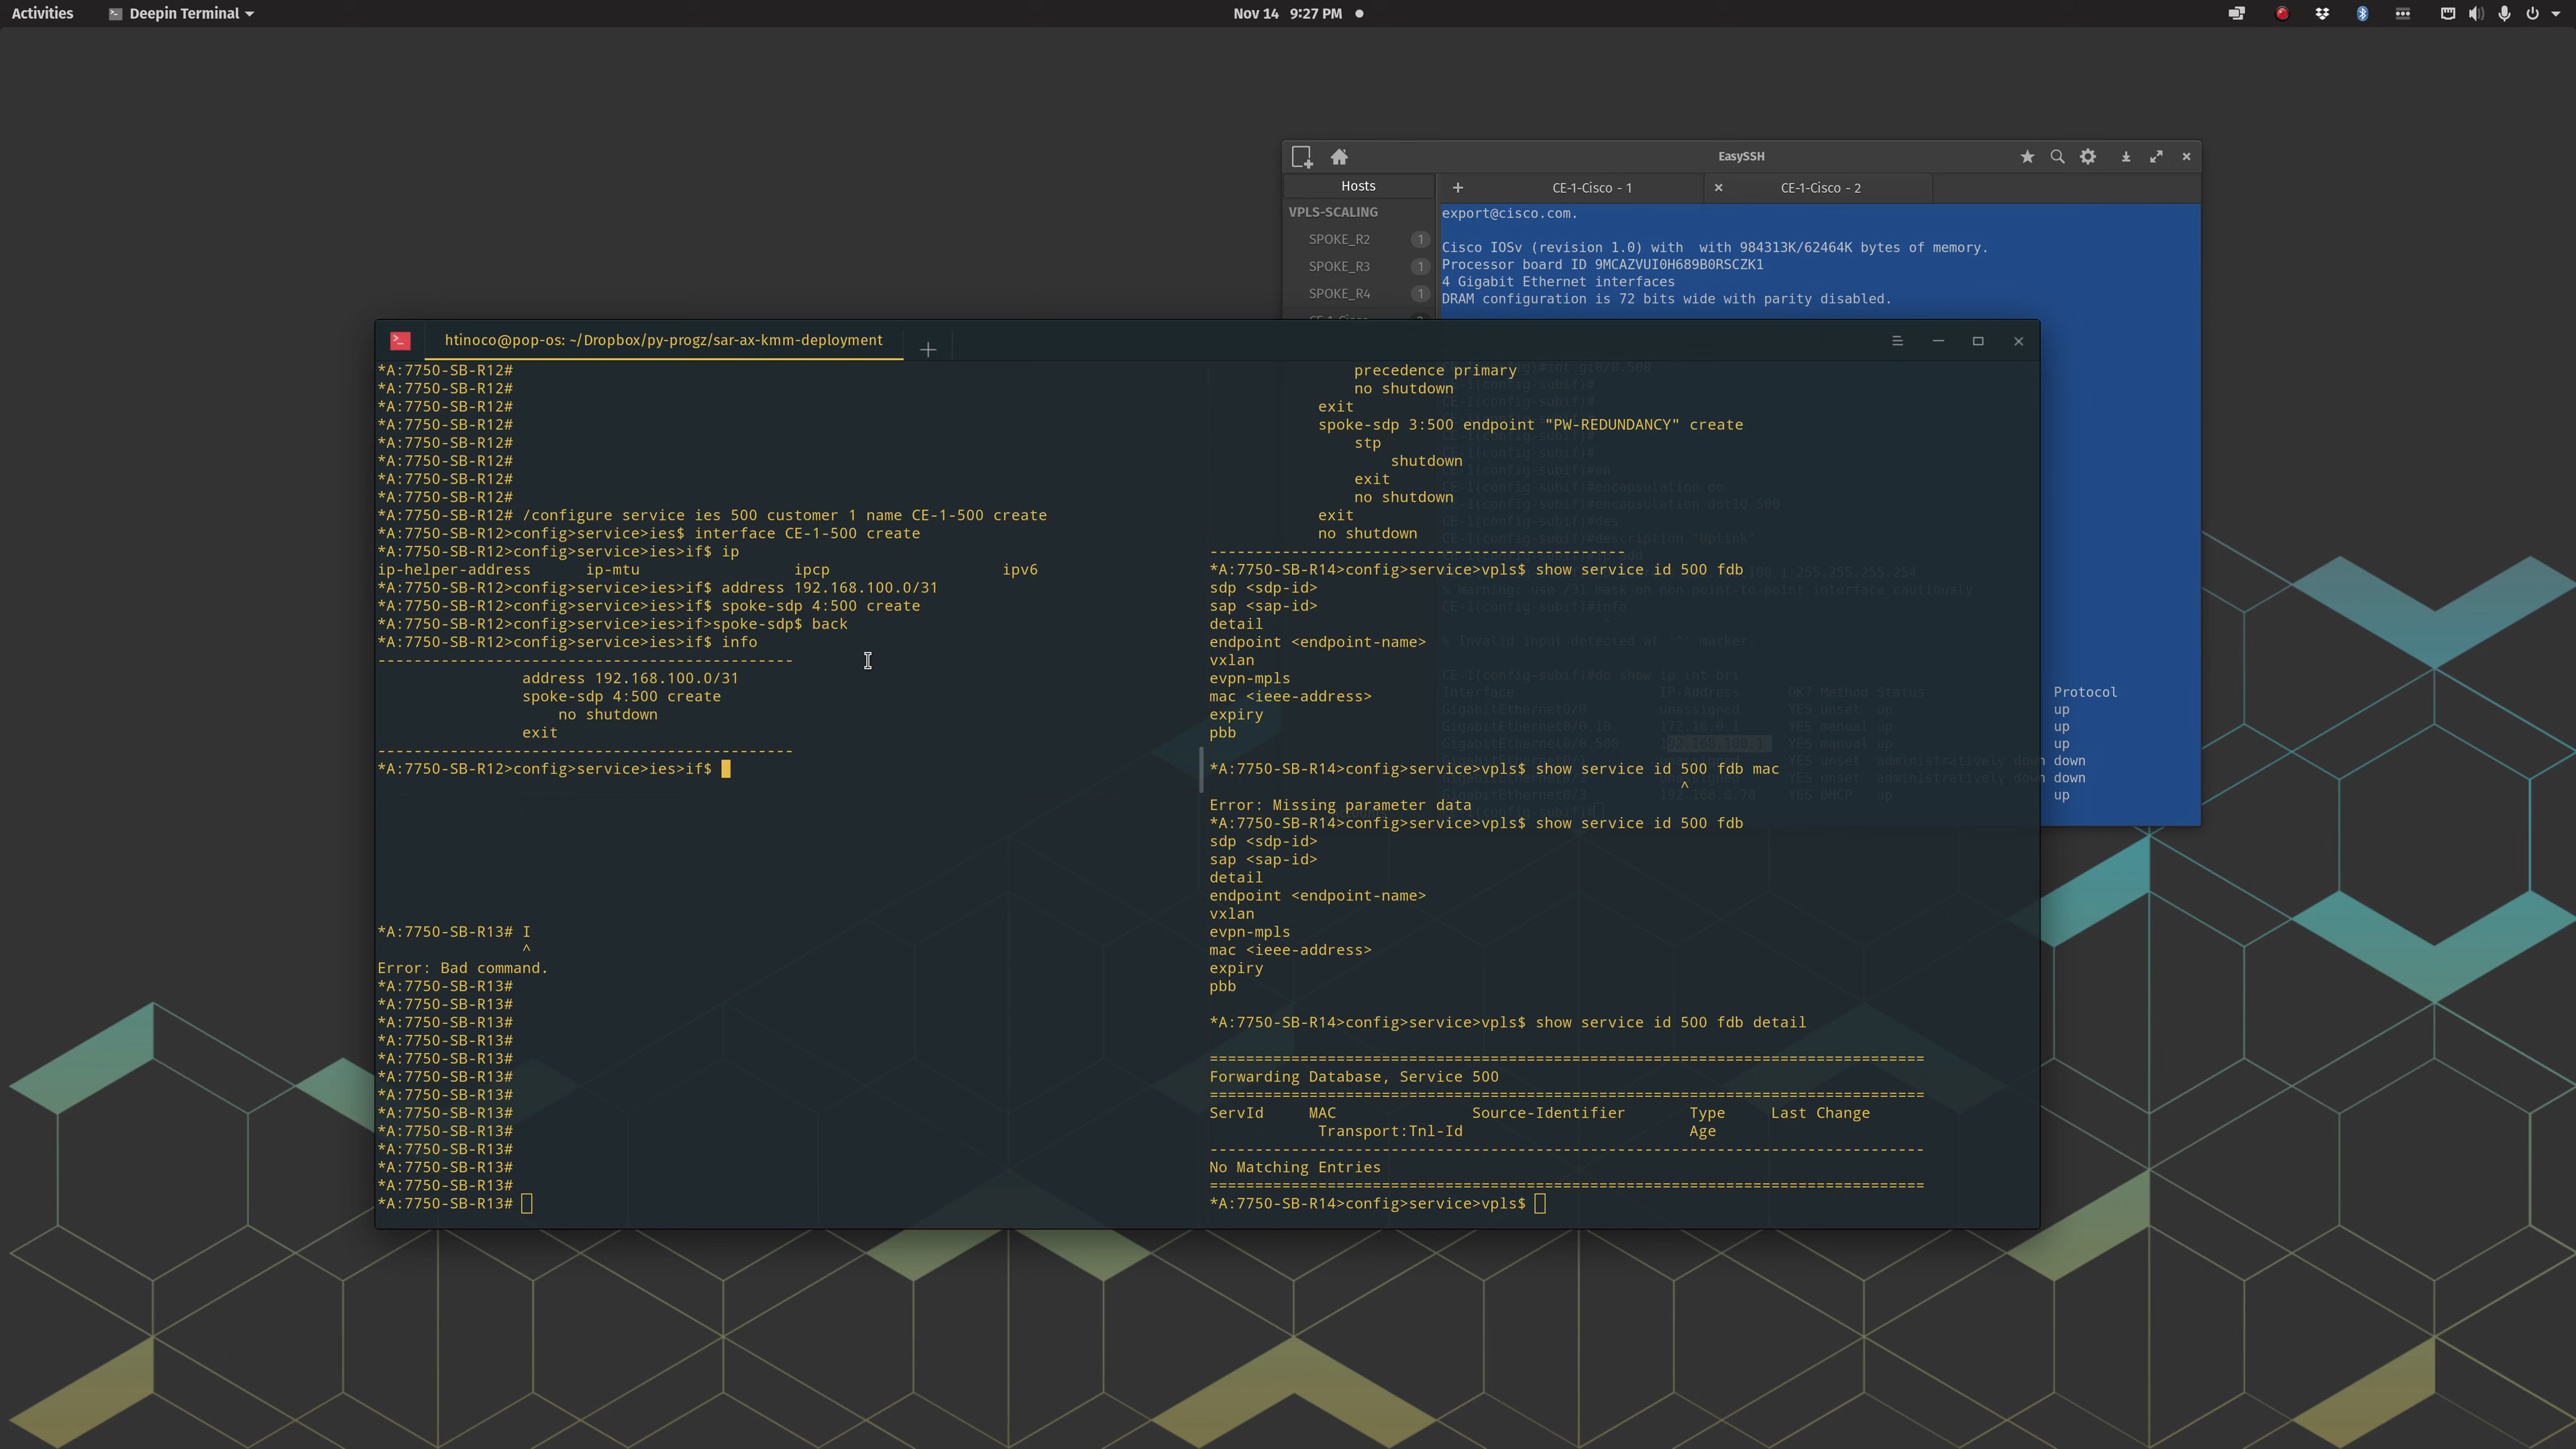 Activities
Deepin Terminal
Nov 14 9:27 PM
EasySSH
Hosts
CE-1-Cisco - 1
CE-1-Cisco - 2
VPLS-SCALING
SPOKE_R2 1
SPOKE_R3 1
SPOKE_R4 1
export@cisco.com.
Cisco IOSv (revision 1.0) with  with 984313K/62464K bytes of memory.
Processor board ID 9MCAZVUI0H689B0RSCZK1
4 Gigabit Ethernet interfaces
DRAM configuration is 72 bits wide with parity disabled.
htinoco@pop-os: ~/Dropbox/py-progz/sar-ax-kmm-deployment
*A:7750-SB-R12#
*A:7750-SB-R12#
*A:7750-SB-R12#
*A:7750-SB-R12#
*A:7750-SB-R12#
*A:7750-SB-R12#
*A:7750-SB-R12#
*A:7750-SB-R12#
*A:7750-SB-R12# /configure service ies 500 customer 1 name CE-1-500 create
*A:7750-SB-R12>config>service>ies$ interface CE-1-500 create
*A:7750-SB-R12>config>service>ies>if$ ip
ip-helper-address ip-mtu ipcp ipv6
*A:7750-SB-R12>config>service>ies>if$ address 192.168.100.0/31
*A:7750-SB-R12>config>service>ies>if$ spoke-sdp 4:500 create
*A:7750-SB-R12>config>service>ies>if>spoke-sdp$ back
*A:7750-SB-R12>config>service>ies>if$ info
----------------------------------------------
address 192.168.100.0/31
spoke-sdp 4:500 create
no shutdown
exit
----------------------------------------------
*A:7750-SB-R12>config>service>ies>if$
*A:7750-SB-R13# I
^
Error: Bad command.
*A:7750-SB-R13#
*A:7750-SB-R13#
*A:7750-SB-R13#
*A:7750-SB-R13#
*A:7750-SB-R13#
*A:7750-SB-R13#
*A:7750-SB-R13#
*A:7750-SB-R13#
*A:7750-SB-R13#
*A:7750-SB-R13#
*A:7750-SB-R13#
*A:7750-SB-R13#
*A:7750-SB-R13#
precedence primary
no shutdown
exit
spoke-sdp 3:500 endpoint "PW-REDUNDANCY" create
stp
shutdown
exit
no shutdown
exit
no shutdown
----------------------------------------------
*A:7750-SB-R14>config>service>vpls$ show service id 500 fdb
sdp <sdp-id>
sap <sap-id>
detail
endpoint <endpoint-name>
vxlan
evpn-mpls
mac <ieee-address>
expiry
pbb
*A:7750-SB-R14>config>service>vpls$ show service id 500 fdb mac
^
Error: Missing parameter data
*A:7750-SB-R14>config>service>vpls$ show service id 500 fdb
sdp <sdp-id>
sap <sap-id>
detail
endpoint <endpoint-name>
vxlan
evpn-mpls
mac <ieee-address>
expiry
pbb
*A:7750-SB-R14>config>service>vpls$ show service id 500 fdb detail
===============================================================================
Forwarding Database, Service 500
===============================================================================
ServId MAC Source-Identifier Type Last Change
Transport:Tnl-Id Age
-------------------------------------------------------------------------------
No Matching Entries
===============================================================================
*A:7750-SB-R14>config>service>vpls$
Protocol
up
up
up
down
down
up